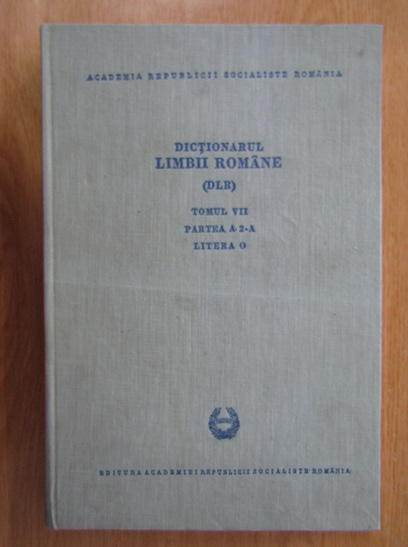 ACADEMIA REPUBLICII SOCIALISTE ROMÂNIA
DICȚIONARUL
LIMBII ROMÂNE
(DLR)
TOMUL VII
PARTEA A 2-A
LITERA O
EDITURA ACADEMIEI REPUBLICII SOCIALISTE ROMÂNIA